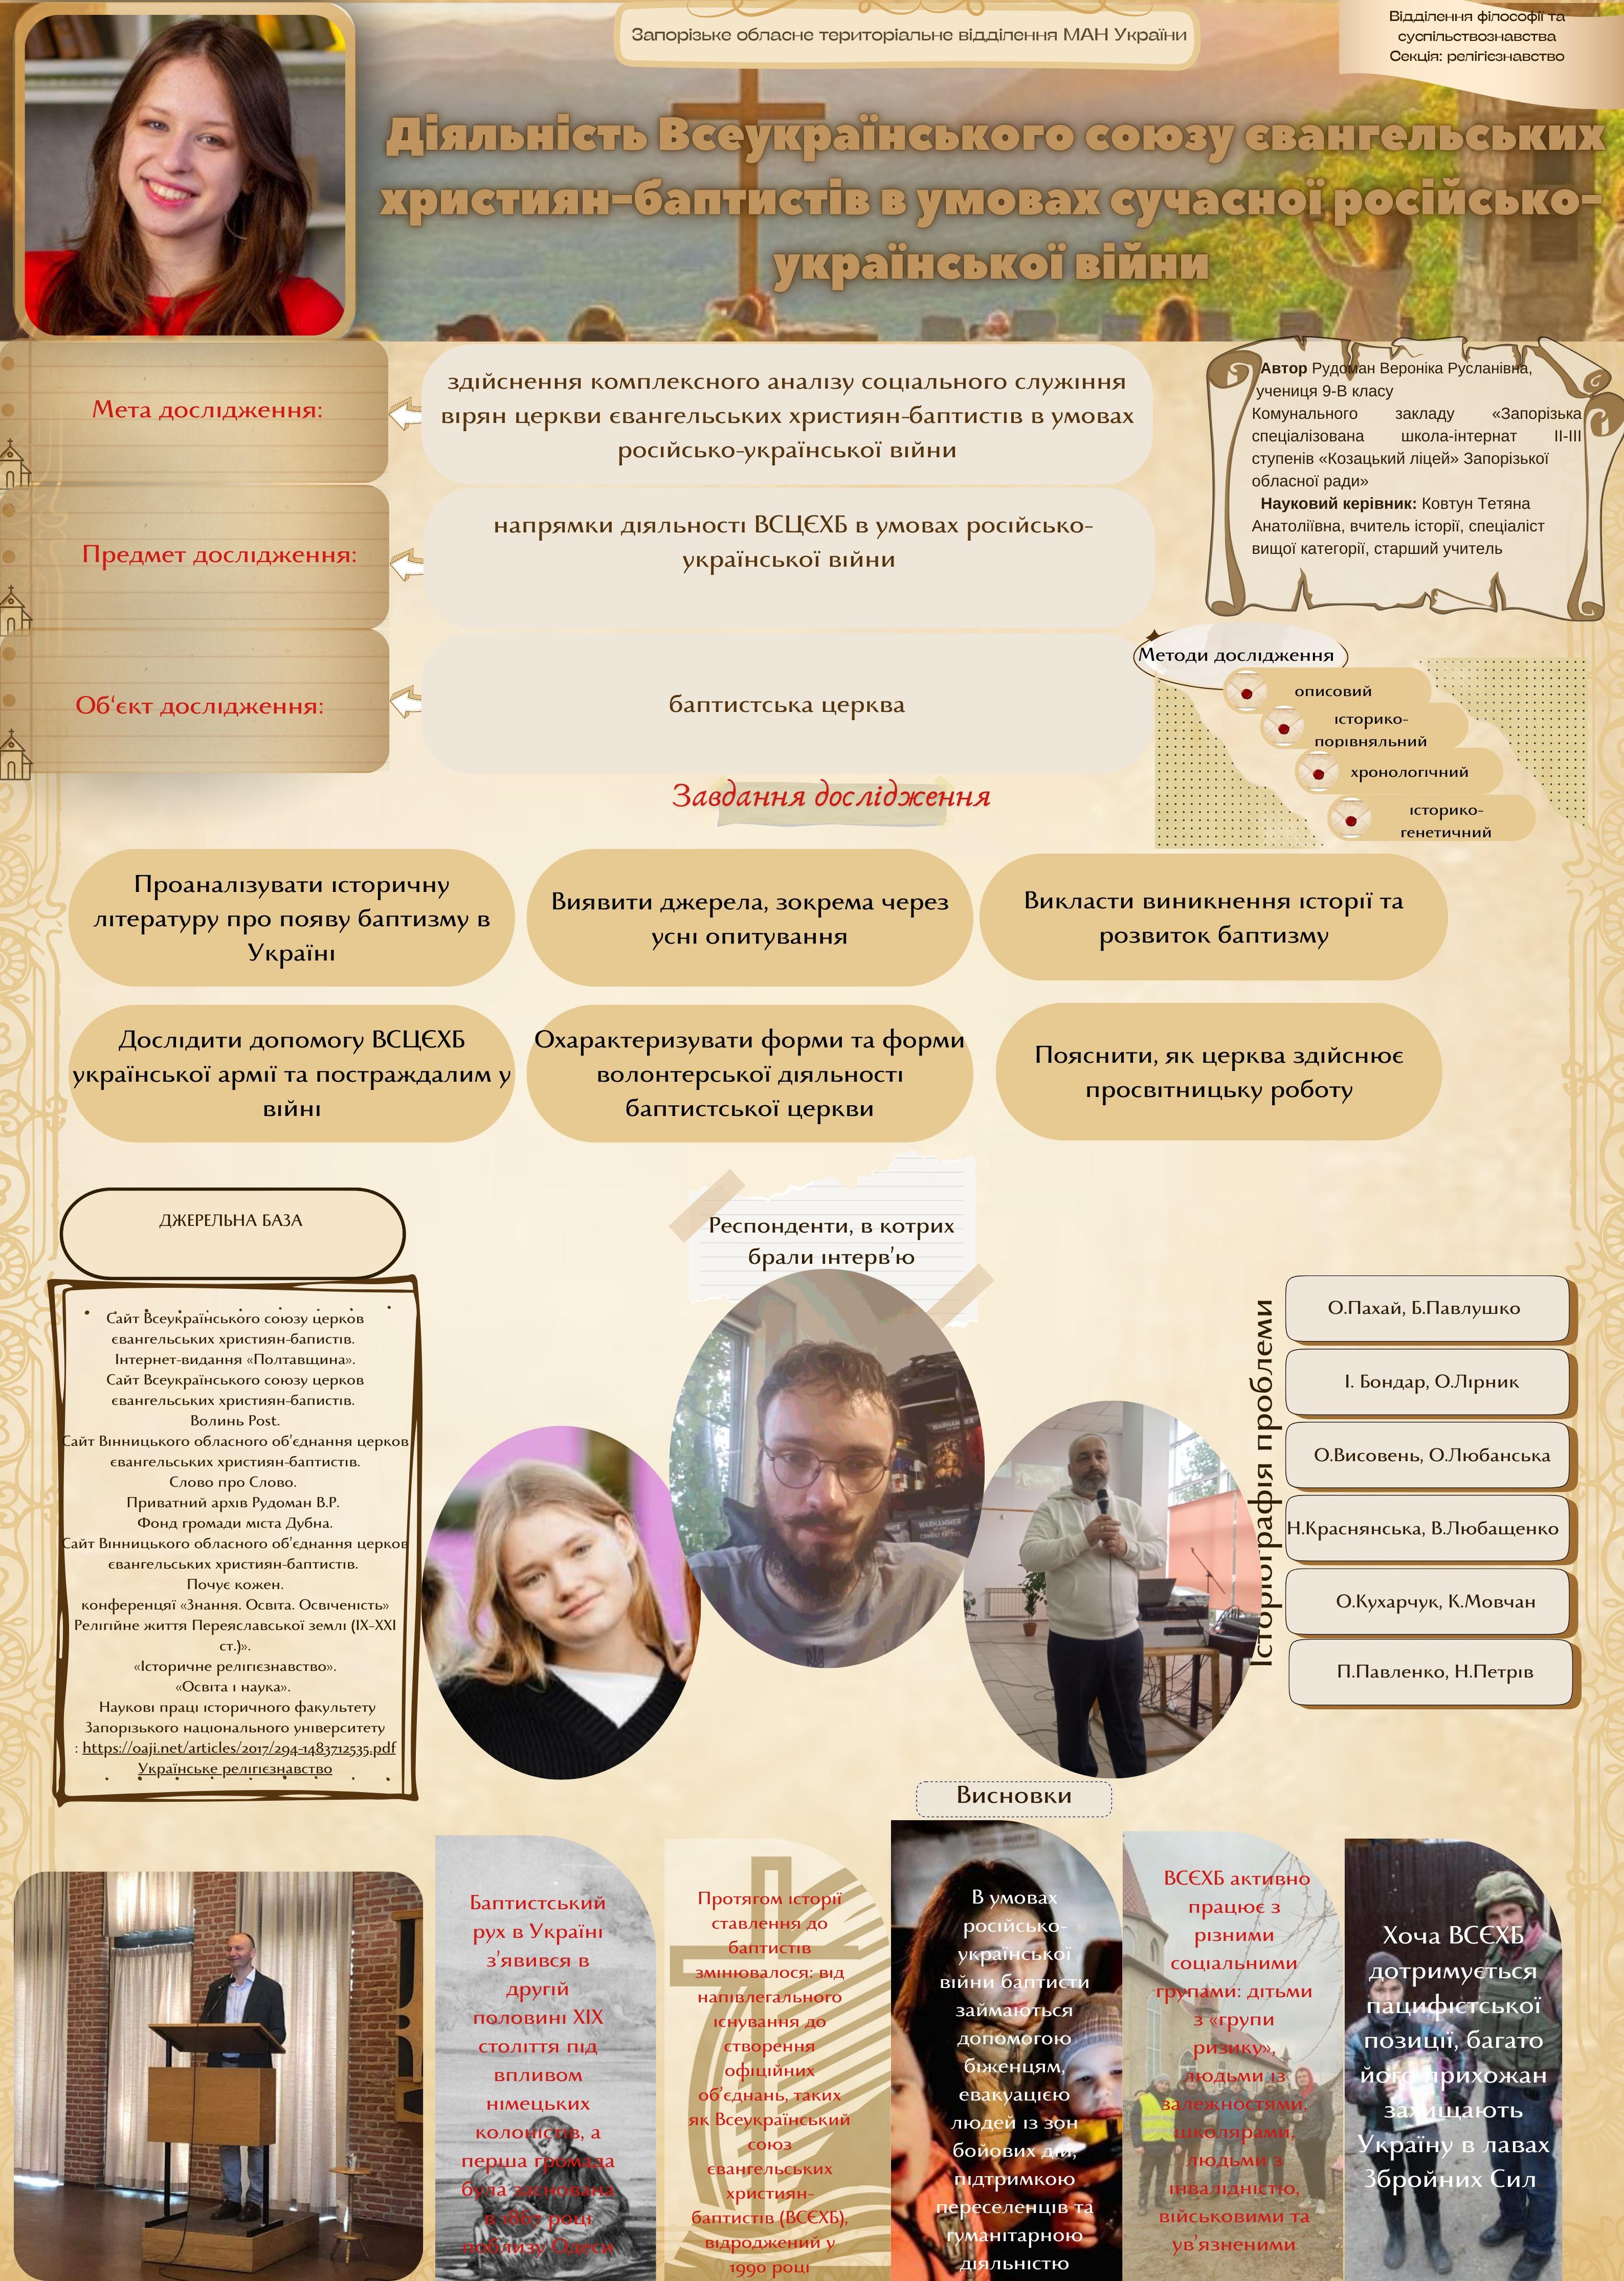 Запорізьке обласне територіальне відділення МАН України
Відділення філософії та
суспільствознавства
Секція: релігієзнавство
Діяльність Всеукраїнського союзу євангельських
християн-баптистів в умовах сучасної російсько-
української війни
Мета дослідження:
здійснення комплексного аналізу соціального служіння
вірян церкви євангельських християн-баптистів в умовах
російсько-української війни
Предмет дослідження:
напрямки діяльності ВСЦЄХБ в умовах російсько-
української війни
Об'єкт дослідження:
баптистська церква
Автор Рудоман Вероніка Русланівна,
учениця 9-В класу
Комунального закладу «Запорізька
спеціалізована школа-інтернат ІІ-ІІІ
ступенів «Козацький ліцей» Запорізької
обласної ради»
Науковий керівник: Ковтун Тетяна
Анатоліївна, вчитель історії, спеціаліст
вищої категорії, старший учитель
Методи дослідження
описовий
історико-
порівняльний
хронологічний
історико-
генетичний
Завдання дослідження
Проаналізувати історичну
літературу про появу баптизму в
Україні
Виявити джерела, зокрема через
усні опитування
Викласти виникнення історії та
розвиток баптизму
Дослідити допомогу ВСЦЄХБ
української армії та постраждалим у
війні
Охарактеризувати форми та форми
волонтерської діяльності
баптистської церкви
Пояснити, як церква здійснює
просвітницьку роботу
ДЖЕРЕЛЬНА БАЗА
Сайт Всеукраїнського союзу церков
євангельських християн-бапистів.
Інтернет-видання «Полтавщина».
Сайт Всеукраїнського союзу церков
євангельських християн-бапистів.
Волинь Post.
Сайт Вінницького обласного об'єднання церков
євангельських християн-баптистів.
Слово про Слово.
Приватний архів Рудоман В.Р.
Фонд громади міста Дубна.
Сайт Вінницького обласного об'єднання церков
євангельських християн-баптистів.
Почує кожен.
конференції «Знання. Освіта. Освіченість»
Релігійне життя Переяславської землі (ІХ-ХХІ
ст.)».
«Історичне релігієзнавство».
«Освіта і наука».
Наукові праці історичного факультету
Запорізького національного університету
: https://oaji.net/articles/2017/294-1483712535.pdf
Українське релігієзнавство
Респонденти, в котрих
брали інтерв'ю
Історіографія проблеми
О.Пахай, Б.Павлушко
І. Бондар, О.Лірник
О.Висовень, О.Любанська
Н.Краснянська, В.Любащенко
О.Кухарчук, К.Мовчан
П.Павленко, Н.Петрів
Висновки
Баптистський
рух в Україні
з'явився в
другій
половині ХІХ
століття під
впливом
німецьких
колоністів, а
перша громада
була заснована
в 1867 році
поблизу Одеси
Протягом історії
ставлення до
баптистів
змінювалося: від
напівлегального
існування до
створення
офіційних
об'єднань, таких
як Всеукраїнський
союз
євангельських
християн-
баптистів (ВСЄХБ),
відроджений у
1990 році
В умовах
російсько-
української
війни баптисти
займаються
допомогою
біженцям,
евакуацією
людей із зон
бойових дій,
підтримкою
переселенців та
гуманітарною
діяльністю
ВСЄХБ активно
працює з
різними
соціальними
групами: дітьми
з «групи
ризику»,
людьми із
залежностями,
школярами,
людьми з
інвалідністю,
військовими та
ув'язненими
Хоча ВСЄХБ
дотримується
пацифістської
позиції, багато
його прихожан
захищають
Україну в лавах
Збройних Сил